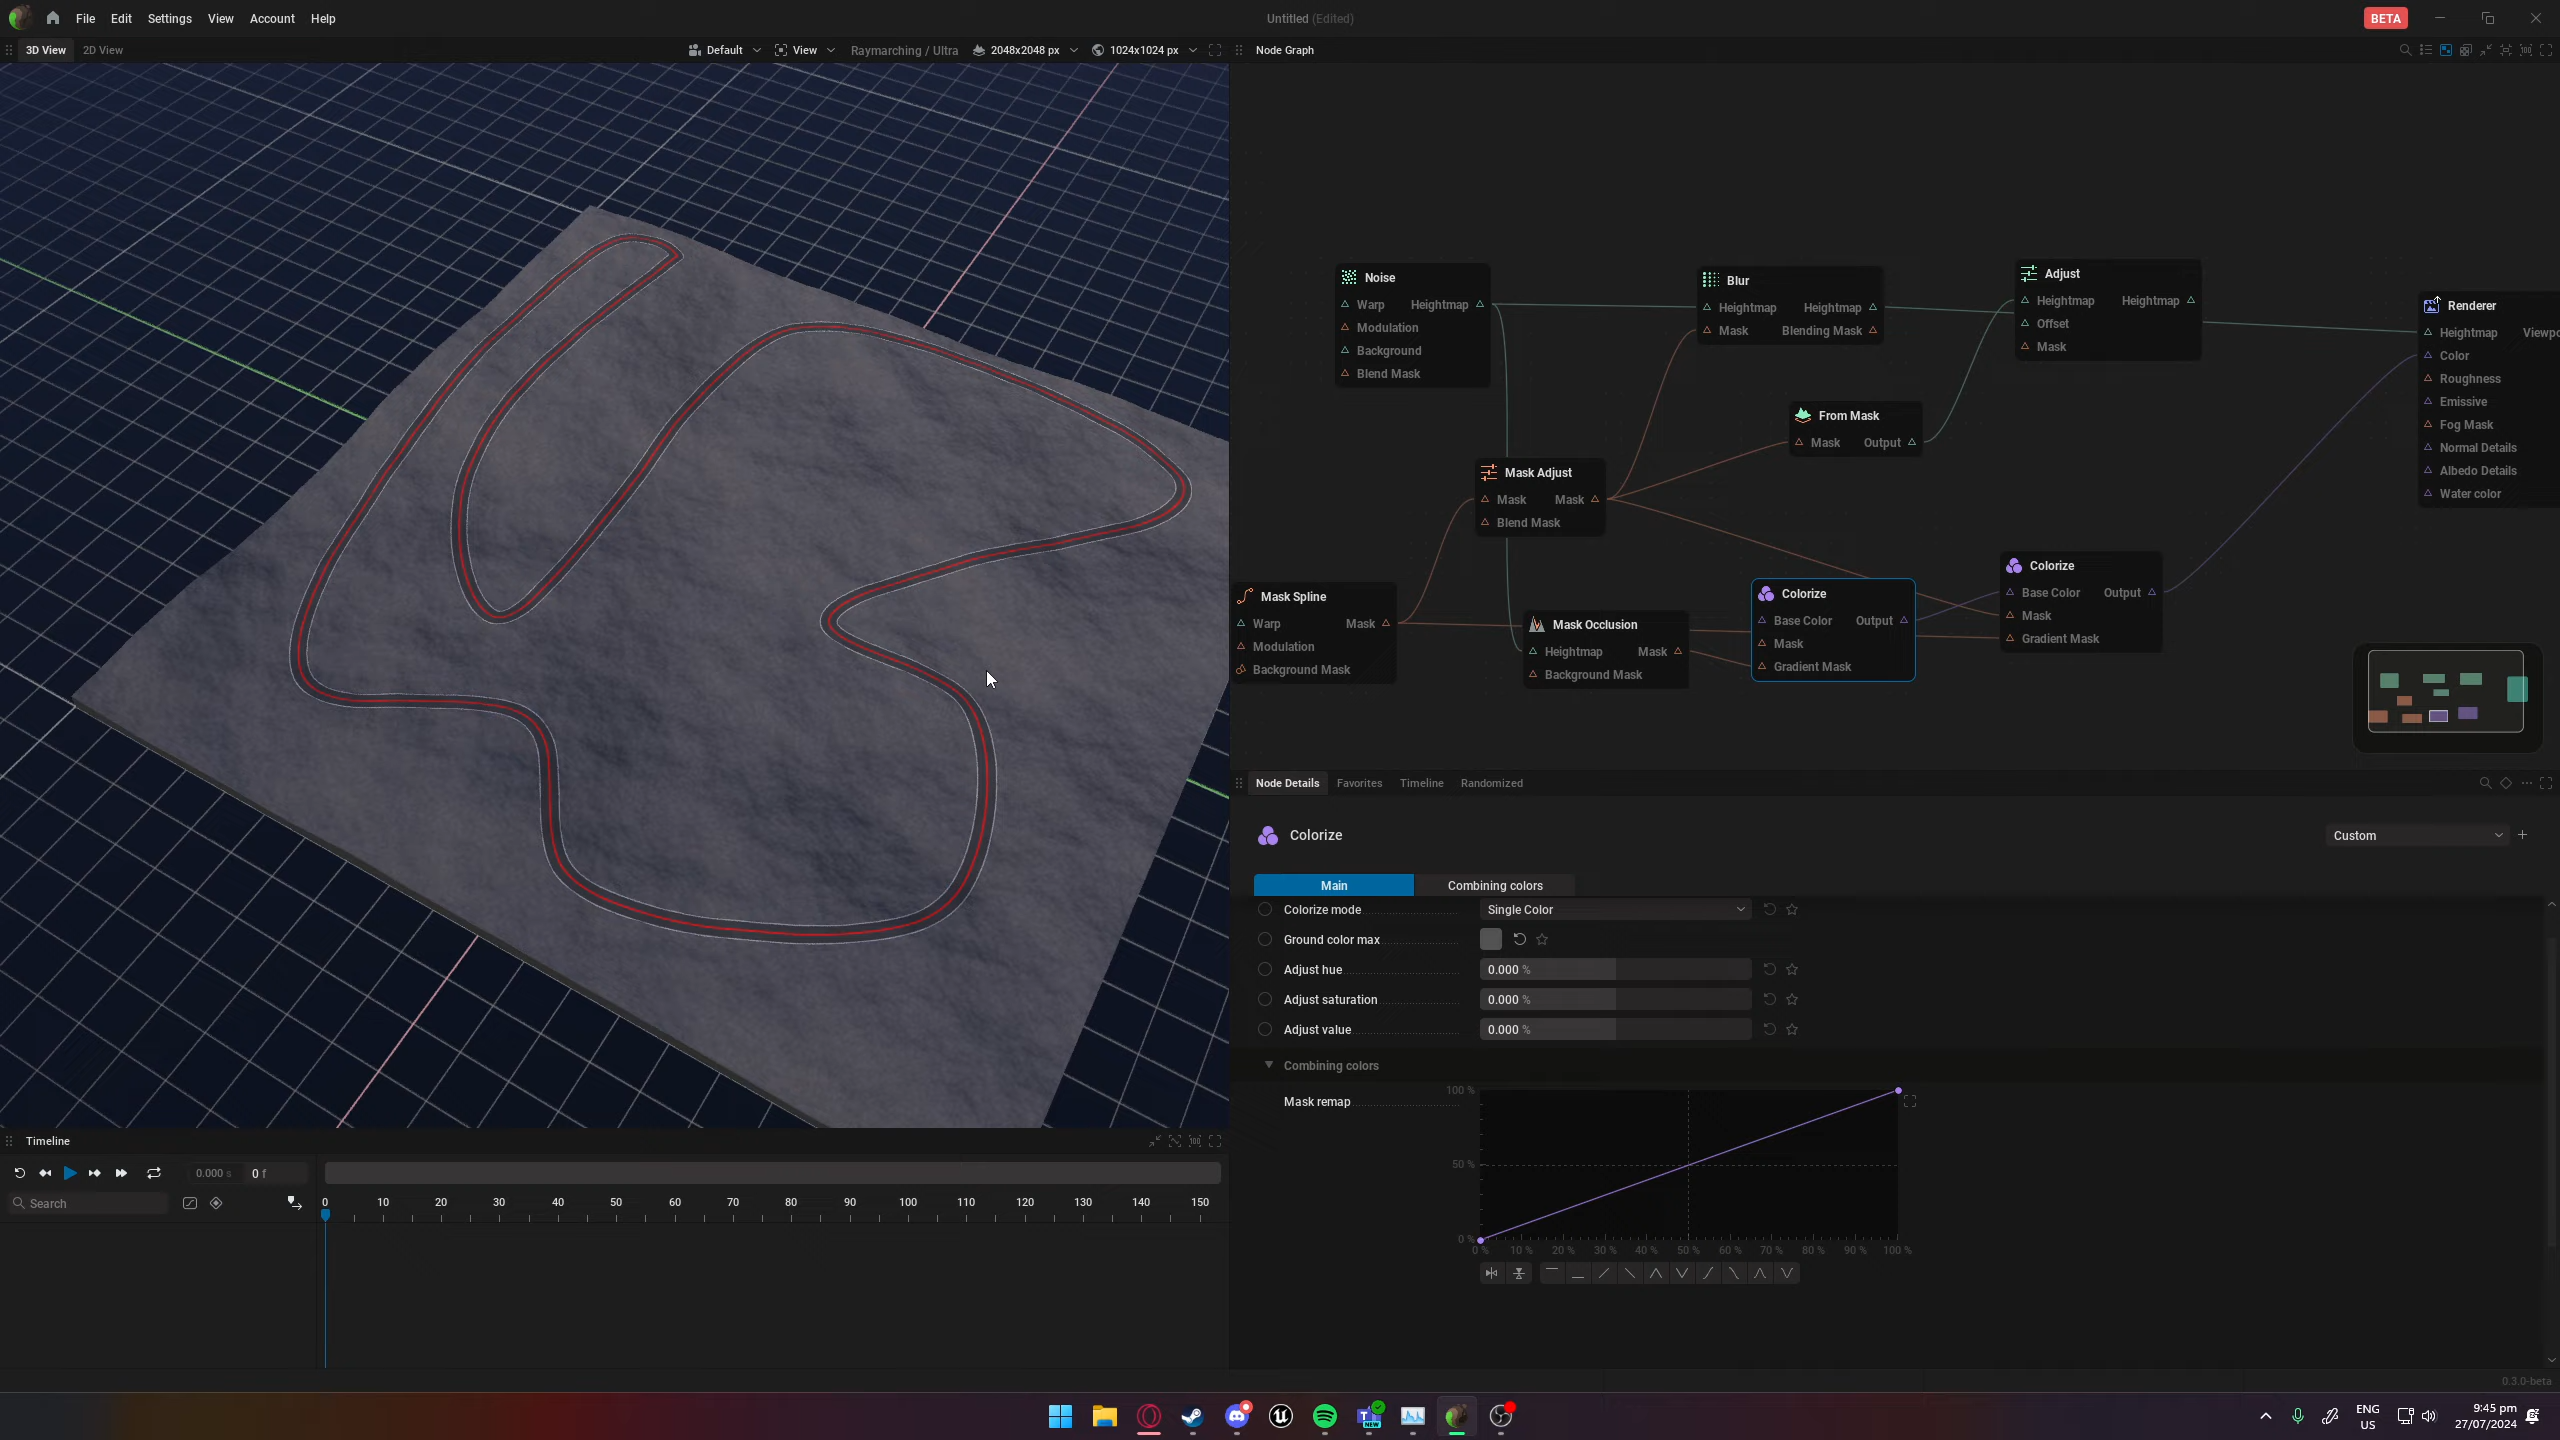 File Edit Settings View Account Help
Untitled (Edited)
BETA
3D View 2D View
Default View Raymarching / Ultra 2048x2048 px 1024x1024 px
Node Graph
Noise
Warp Heightmap
Modulation
Background
Blend Mask
Blur
Heightmap Heightmap
Mask Blending Mask
Adjust
Heightmap Heightmap
Offset
Mask
Renderer
Heightmap Viewpo
Color
Roughness
Emissive
Fog Mask
Normal Details
Albedo Details
Water color
From Mask
Mask Output
Mask Adjust
Mask Mask
Blend Mask
Mask Spline
Warp Mask
Modulation
Background Mask
Mask Occlusion
Heightmap Mask
Background Mask
Colorize
Base Color Output
Mask
Gradient Mask
Colorize
Base Color Output
Mask
Gradient Mask
Node Details Favorites Timeline Randomized
Colorize
Custom
Main Combining colors
Colorize mode Single Color
Ground color max
Adjust hue 0.000 %
Adjust saturation 0.000 %
Adjust value 0.000 %
Combining colors
Mask remap
100 %
50 %
0 %
0 % 10 % 20 % 30 % 40 % 50 % 60 % 70 % 80 % 90 % 100 %
Timeline
0.000 s 0 f
Search
0 10 20 30 40 50 60 70 80 90 100 110 120 130 140 150
0.3.0-beta
ENG
US
9:45 pm
27/07/2024